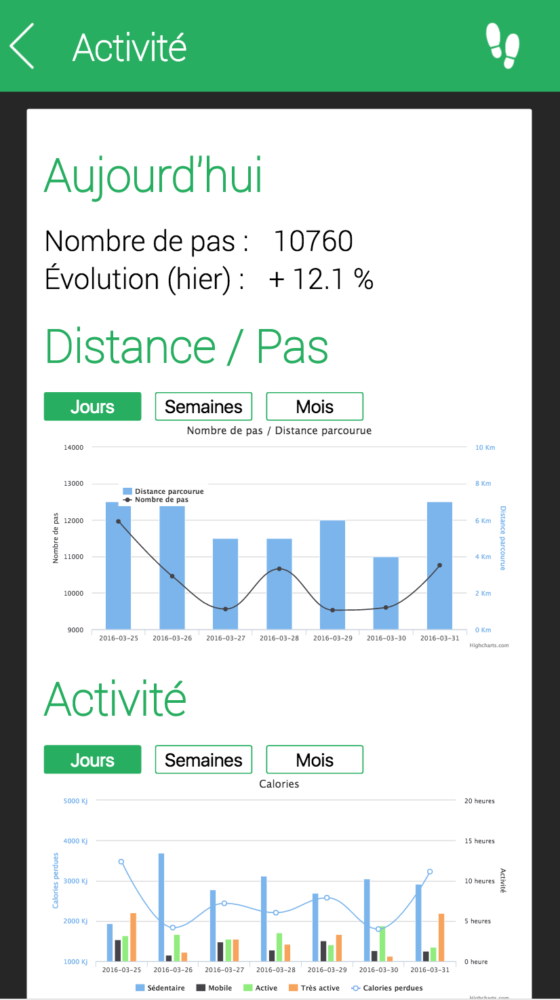 Activité
Aujourd'hui
Nombre de pas : 10760
Évolution (hier) : + 12.1 %
Distance / Pas
Jours Semaines Mois
Nombre de pas / Distance parcourue
14000 10 Km
13000 8 Km
Distance parcourue
Nombre de pas
12000 6 Km
11000 4 Km
10000 2 Km
9000 0 Km
Nombre de pas
Distance parcourue
2016-03-25 2016-03-26 2016-03-27 2016-03-28 2016-03-29 2016-03-30 2016-03-31
Highcharts.com
Activité
Jours Semaines Mois
Calories
5000 Kj 20 heures
4000 Kj 15 heures
3000 Kj 10 heures
2000 Kj 5 heures
1000 Kj 0 heure
Calories perdues
Activité
2016-03-25 2016-03-26 2016-03-27 2016-03-28 2016-03-29 2016-03-30 2016-03-31
Sédentaire Mobile Active Très active Calories perdues
Highcharts.com